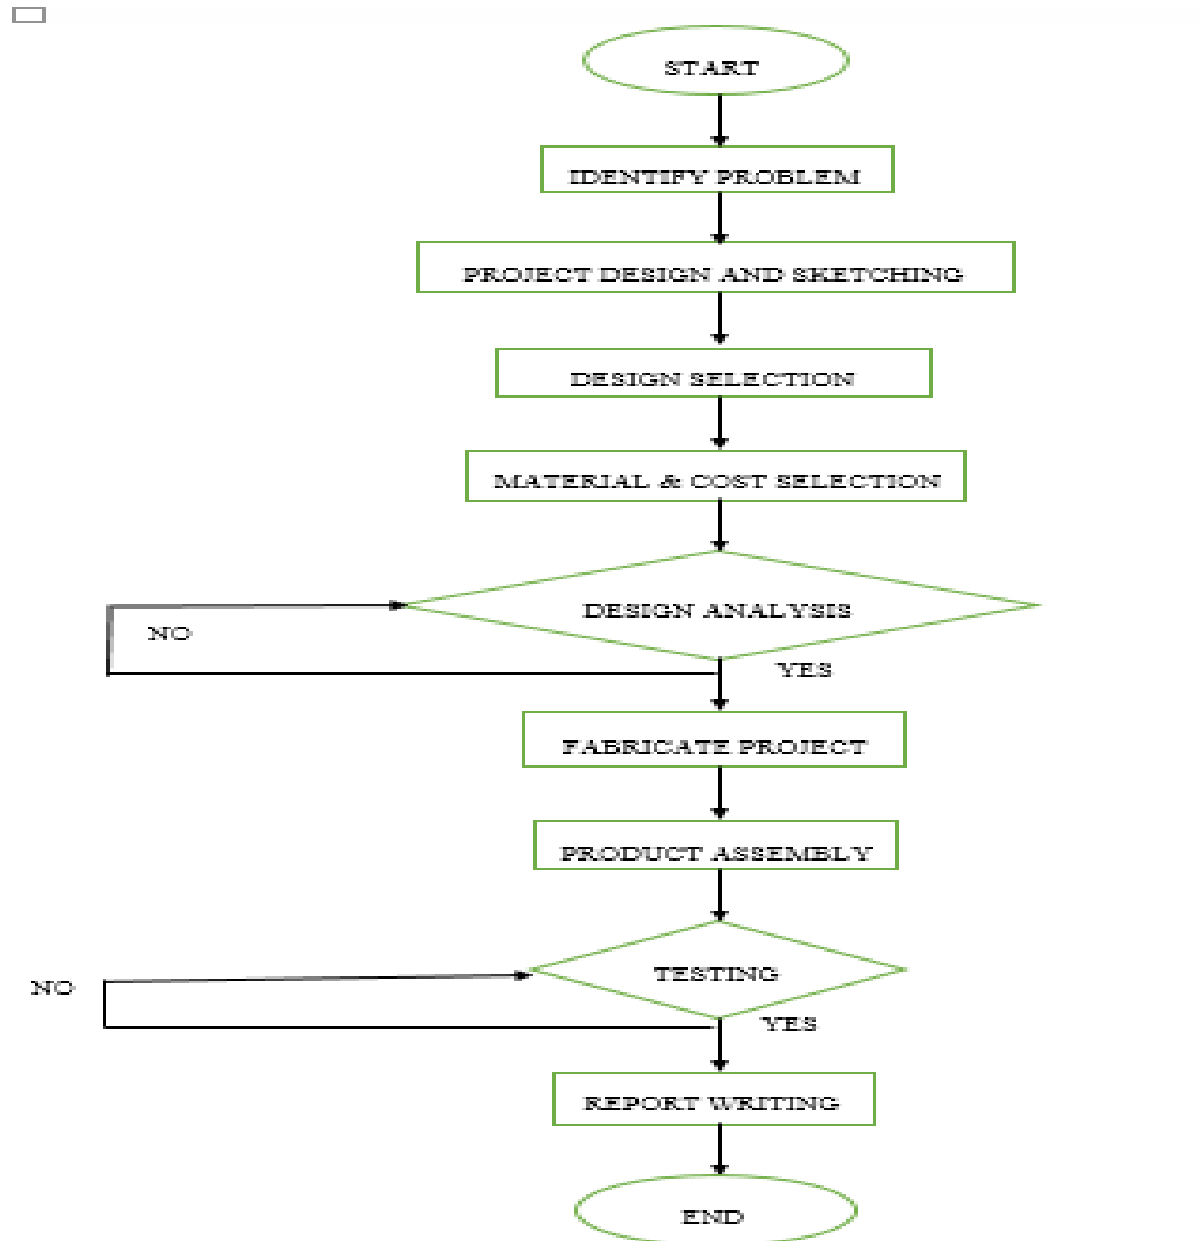 START
IDENTIFY PROBLEM
PROJECT DESIGN AND SKETCHING
DESIGN SELECTION
MATERIAL & COST SELECTION
DESIGN ANALYSIS
NO
YES
FABRICATE PROJECT
PRODUCT ASSEMBLY
TESTING
NO
YES
REPORT WRITING
END